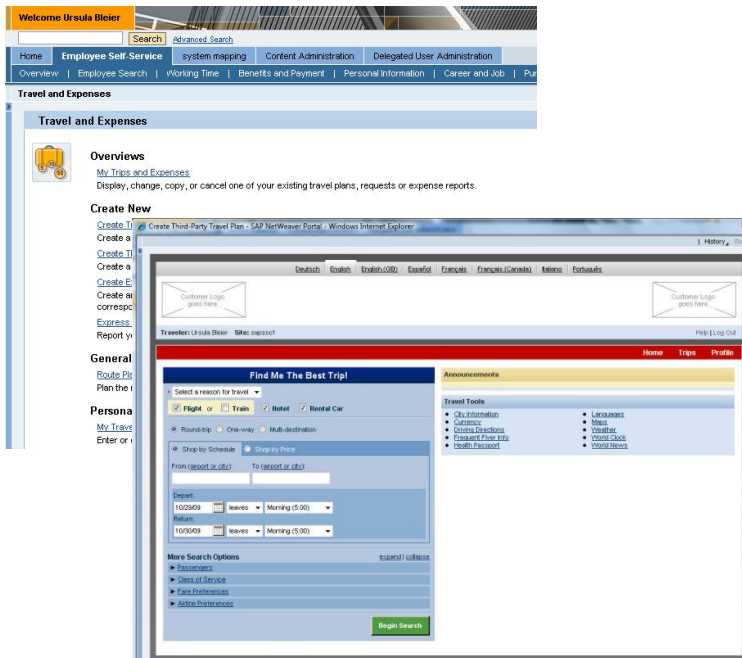 Welcome Ursula Bleier
Search Advanced Search
Home Employee Self-Service system mapping Content Administration Delegated User Administration
Overview | Employee Search | Working Time | Benefits and Payment | Personal Information | Career and Job |
Travel and Expenses
Travel and Expenses
Overviews
My Trips and Expenses
Display, change, copy, or cancel one of your existing travel plans, requests or expense reports.
Create New
Create
Create a
Create
Create a
Create
Create
Express
Report
General
Route
Plan the
My
Enter or
Create Third-Party Travel Plan - SAP NetWeaver Portal - Windows Internet Explorer
| History
Deutsch English English (GB) Español Français Français (Canada) Italiano Português
Customer Logo
goes here
Customer Logo
goes here
Traveler: Ursula Bleier Site: sapsso1
Help | Log Out
Home Trips Profile
Find Me The Best Trip!
Select a reason for travel
Flight or Train Hotel Rental Car
Round-trip One-way Multi-destination
Shop by Schedule Shop by Price
From (airport or city): To (airport or city):
Depart:
10/29/09 leaves Morning (5:00)
Return:
10/30/09 leaves Morning (5:00)
More Search Options expand | collapse
Passengers
Class of Service
Fare Preferences
Airline Preferences
Begin Search
Announcements
Travel Tools
City Information
Currency
Driving Directions
Frequent Flyer Info
Health Passport
Languages
Maps
Weather
World Clock
World News